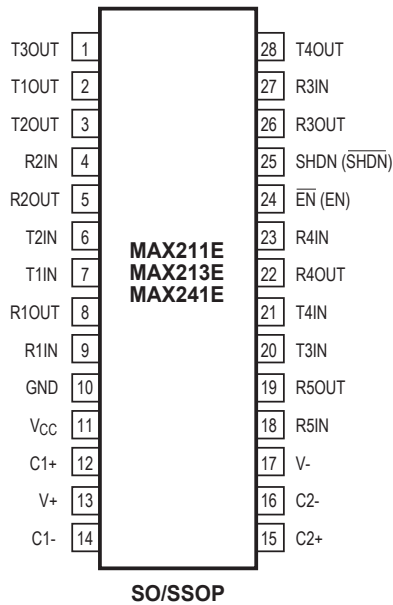 T3OUT 1 28 T4OUT
T1OUT 2 27 R3IN
T2OUT 3 26 R3OUT
R2IN 4 25 SHDN (S̅H̅D̅N̅)
R2OUT 5 24 E̅N̅ (EN)
T2IN 6 23 R4IN
MAX211E
T1IN 7 MAX213E 22 R4OUT
MAX241E
R1OUT 8 21 T4IN
R1IN 9 20 T3IN
GND 10 19 R5OUT
VCC 11 18 R5IN
C1+ 12 17 V-
V+ 13 16 C2-
C1- 14 15 C2+
SO/SSOP